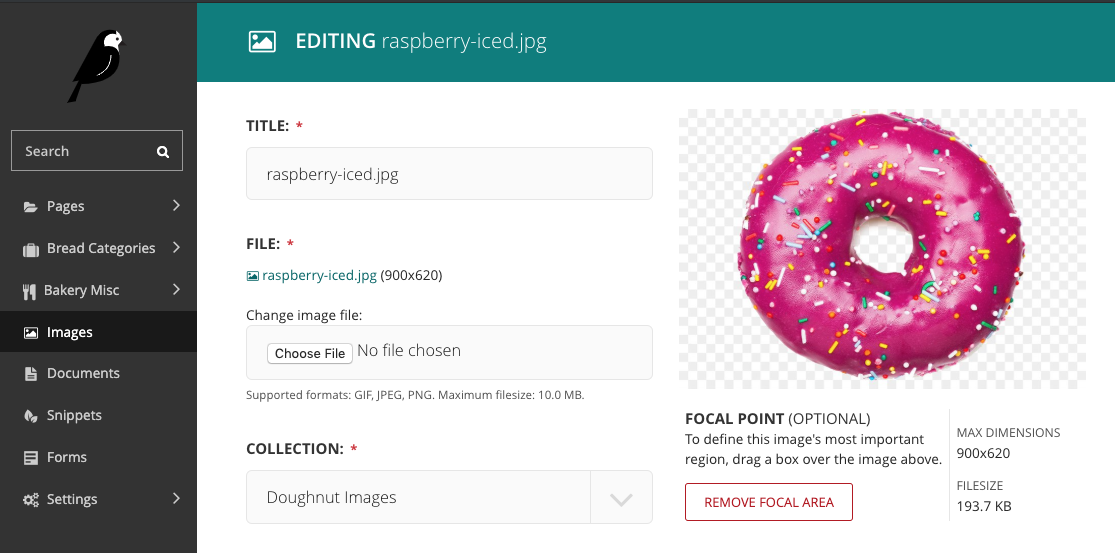 EDITING raspberry-iced.jpg
Search
Pages
Bread Categories
Bakery Misc
Images
Documents
Snippets
Forms
Settings
TITLE: *
raspberry-iced.jpg
FILE: *
raspberry-iced.jpg (900x620)
Change image file:
Choose File No file chosen
Supported formats: GIF, JPEG, PNG. Maximum filesize: 10.0 MB.
COLLECTION: *
Doughnut Images
FOCAL POINT (OPTIONAL)
To define this image's most important
region, drag a box over the image above.
REMOVE FOCAL AREA
MAX DIMENSIONS
900x620
FILESIZE
193.7 KB